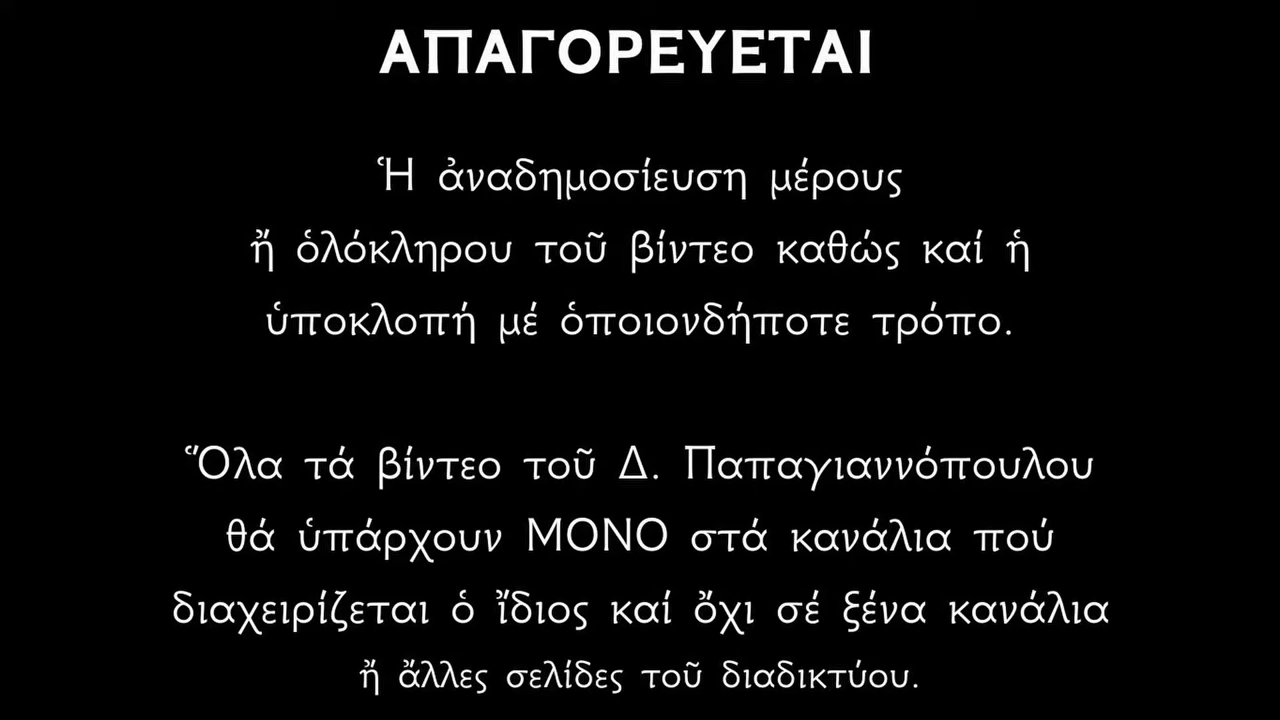 ΑΠΑΓΟΡΕΥΕΤΑΙ
Ἡ ἀναδημοσίευση μέρους
ἤ ὁλόκληρου τοῦ βίντεο καθώς καί ἡ
ὑποκλοπή μέ ὁποιονδήποτε τρόπο.
Ὅλα τά βίντεο τοῦ Δ. Παπαγιαννόπουλου
θά ὑπάρχουν ΜΟΝΟ στά κανάλια πού
διαχειρίζεται ὁ ἴδιος καί ὄχι σέ ξένα κανάλια
ἤ ἄλλες σελίδες τοῦ διαδικτύου.